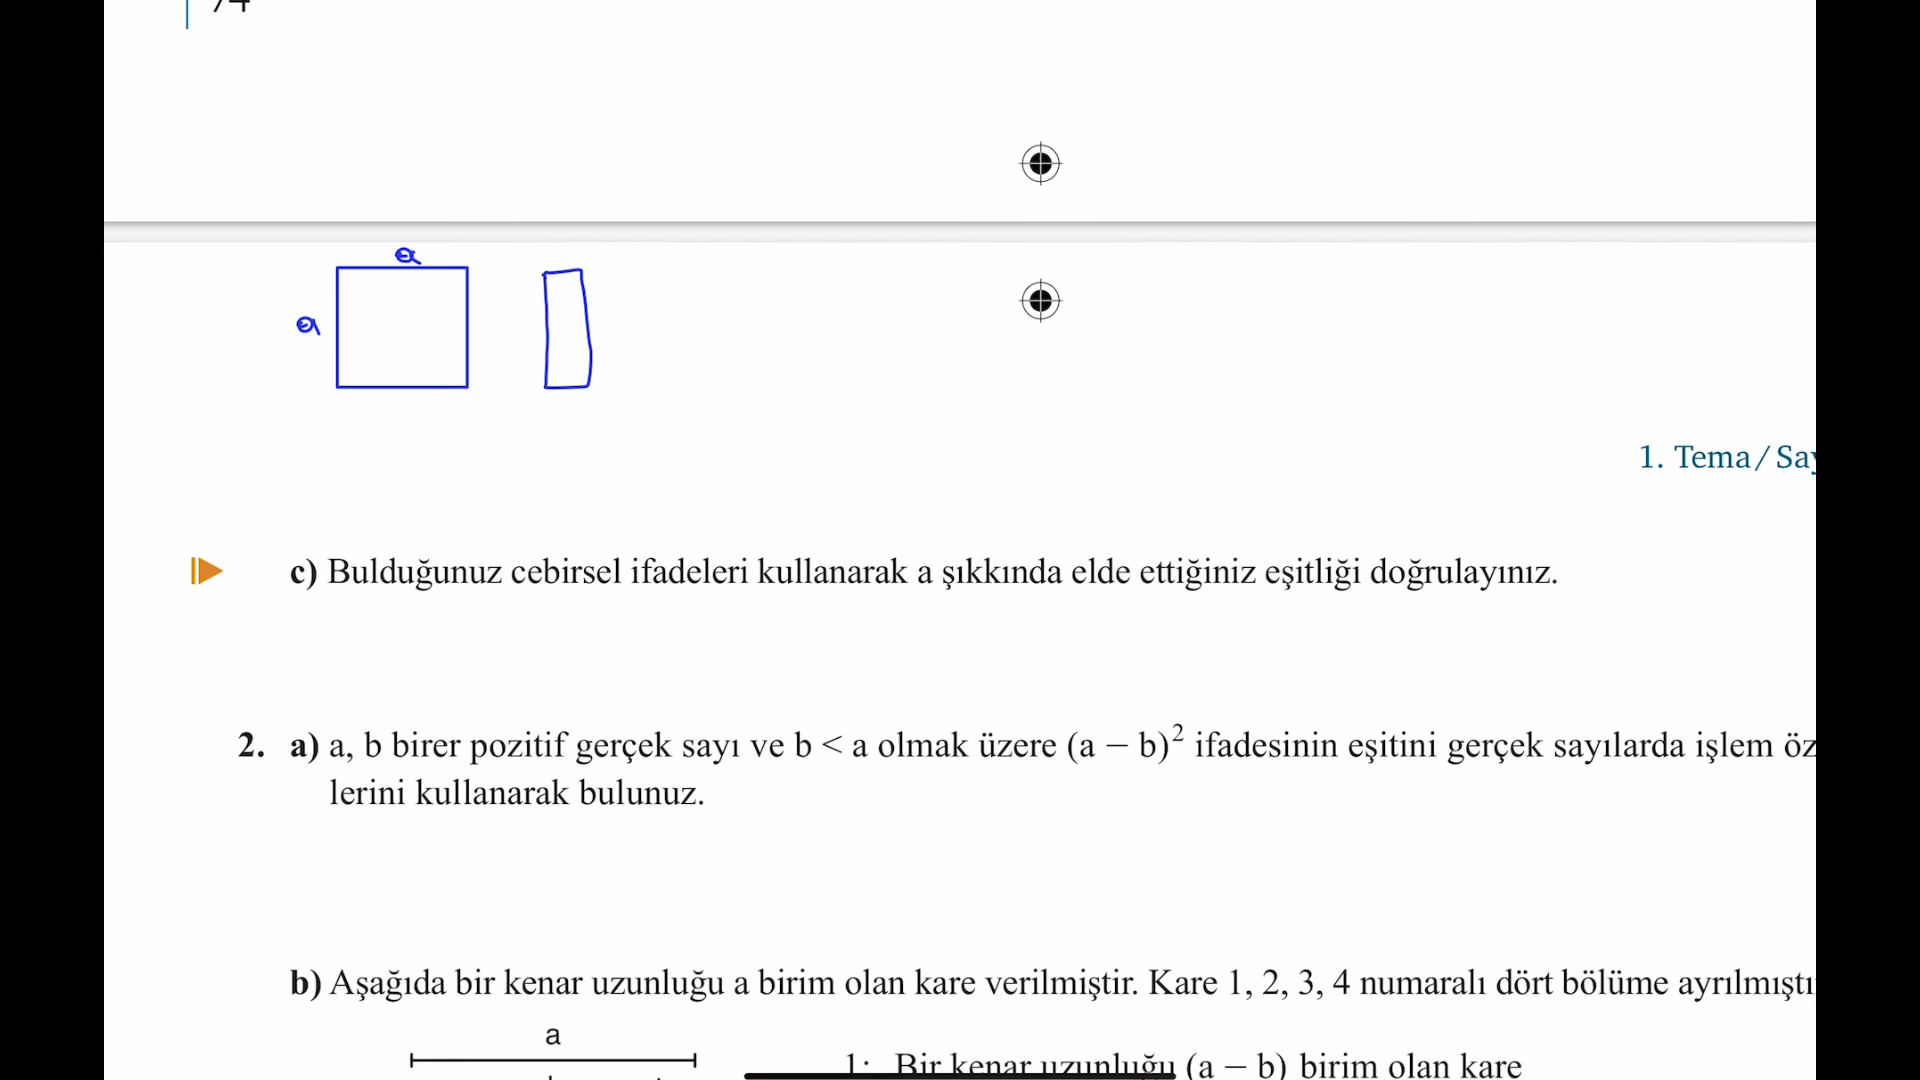 74
a
a
1. Tema / Say
c) Bulduğunuz cebirsel ifadeleri kullanarak a şıkkında elde ettiğiniz eşitliği doğrulayınız.
2. a) a, b birer pozitif gerçek sayı ve b < a olmak üzere (a − b)² ifadesinin eşitini gerçek sayılarda işlem öz
lerini kullanarak bulunuz.
b) Aşağıda bir kenar uzunluğu a birim olan kare verilmiştir. Kare 1, 2, 3, 4 numaralı dört bölüme ayrılmıştı
a
1: Bir kenar uzunluğu (a − b) birim olan kare